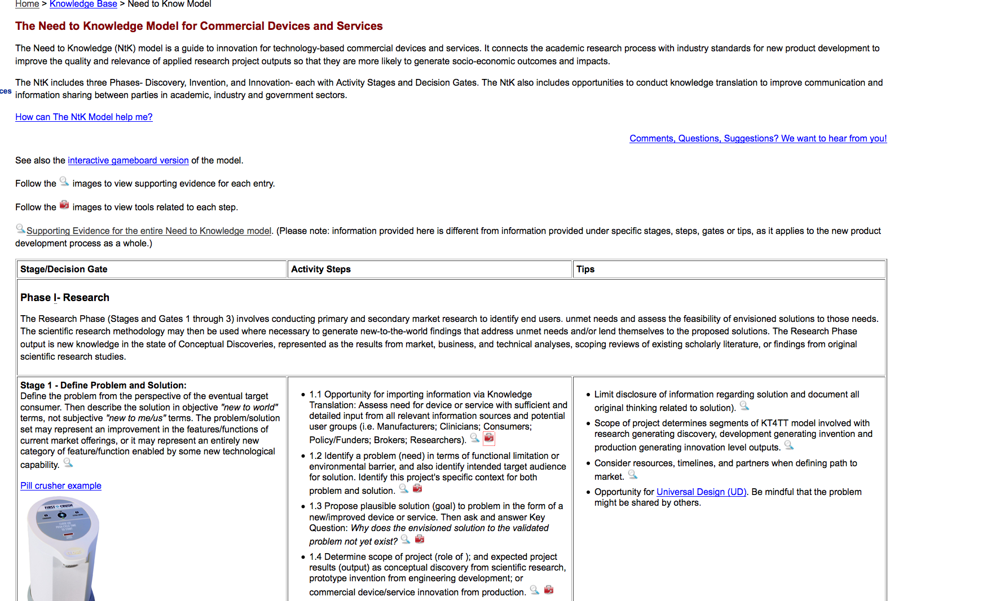 Home > Knowledge Base > Need to Know Model
The Need to Knowledge Model for Commercial Devices and Services
The Need to Knowledge (NtK) model is a guide to innovation for technology-based commercial devices and services. It connects the academic research process with industry standards for new product development to
improve the quality and relevance of applied research project outputs so that they are more likely to generate socio-economic outcomes and impacts.
The NtK includes three Phases- Discovery, Invention, and Innovation- each with Activity Stages and Decision Gates. The NtK also includes opportunities to conduct knowledge translation to improve communication and
ces
information sharing between parties in academic, industry and government sectors.
How can The NtK Model help me?
Comments, Questions, Suggestions? We want to hear from you!
See also the interactive gameboard version of the model.
Follow the images to view supporting evidence for each entry.
Follow the images to view tools related to each step.
Supporting Evidence for the entire Need to Knowledge model. (Please note: information provided here is different from information provided under specific stages, steps, gates or tips, as it applies to the new product
development process as a whole.)
Stage/Decision Gate
Activity Steps
Tips
Phase I- Research
The Research Phase (Stages and Gates 1 through 3) involves conducting primary and secondary market research to identify end users. unmet needs and assess the feasibility of envisioned solutions to those needs.
The scientific research methodology may then be used where necessary to generate new-to-the-world findings that address unmet needs and/or lend themselves to the proposed solutions. The Research Phase
output is new knowledge in the state of Conceptual Discoveries, represented as the results from market, business, and technical analyses, scoping reviews of existing scholarly literature, or findings from original
scientific research studies.
Stage 1 - Define Problem and Solution:
Define the problem from the perspective of the eventual target
consumer. Then describe the solution in objective "new to world"
terms, not subjective "new to me/us" terms. The problem/solution
set may represent an improvement in the features/functions of
current market offerings, or it may represent an entirely new
category of feature/function enabled by some new technological
capability.
Pill crusher example
FIRST CRUSH
• 1.1 Opportunity for importing information via Knowledge
Translation: Assess need for device or service with sufficient and
detailed input from all relevant information sources and potential
user groups (i.e. Manufacturers; Clinicians; Consumers;
Policy/Funders; Brokers; Researchers).
• 1.2 Identify a problem (need) in terms of functional limitation or
environmental barrier, and also identify intended target audience
for solution. Identify this project's specific context for both
problem and solution.
• 1.3 Propose plausible solution (goal) to problem in the form of a
new/improved device or service. Then ask and answer Key
Question: Why does the envisioned solution to the validated
problem not yet exist?
• 1.4 Determine scope of project (role of ); and expected project
results (output) as conceptual discovery from scientific research,
prototype invention from engineering development; or
commercial device/service innovation from production.
• Limit disclosure of information regarding solution and document all
original thinking related to solution).
• Scope of project determines segments of KT4TT model involved with
research generating discovery, development generating invention and
production generating innovation level outputs.
• Consider resources, timelines, and partners when defining path to
market.
• Opportunity for Universal Design (UD). Be mindful that the problem
might be shared by others.